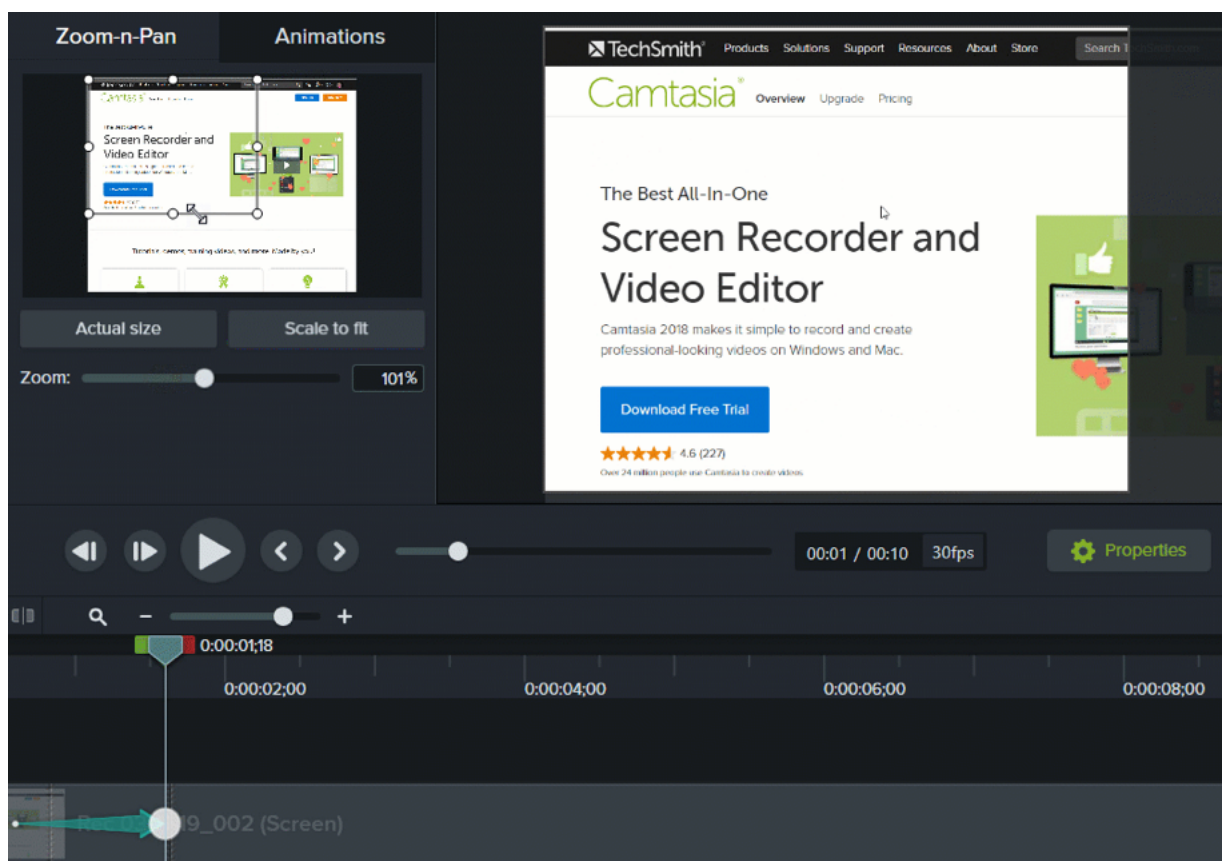 Zoom-n-Pan Animations
Camtasia
Screen Recorder and
Video Editor
Actual size Scale to fit
Zoom: 101%
TechSmith® Products Solutions Support Resources About Store Search
Camtasia® Overview Upgrade Pricing
The Best All-In-One
Screen Recorder and
Video Editor
Camtasia 2018 makes it simple to record and create
professional-looking videos on Windows and Mac.
Download Free Trial
4.6 (227)
Over 24 million people use Camtasia to create videos.
00:01 / 00:10 30fps Properties
0:00:01;18
0:00:02;00 0:00:04;00 0:00:06;00 0:00:08;00
19_002 (Screen)